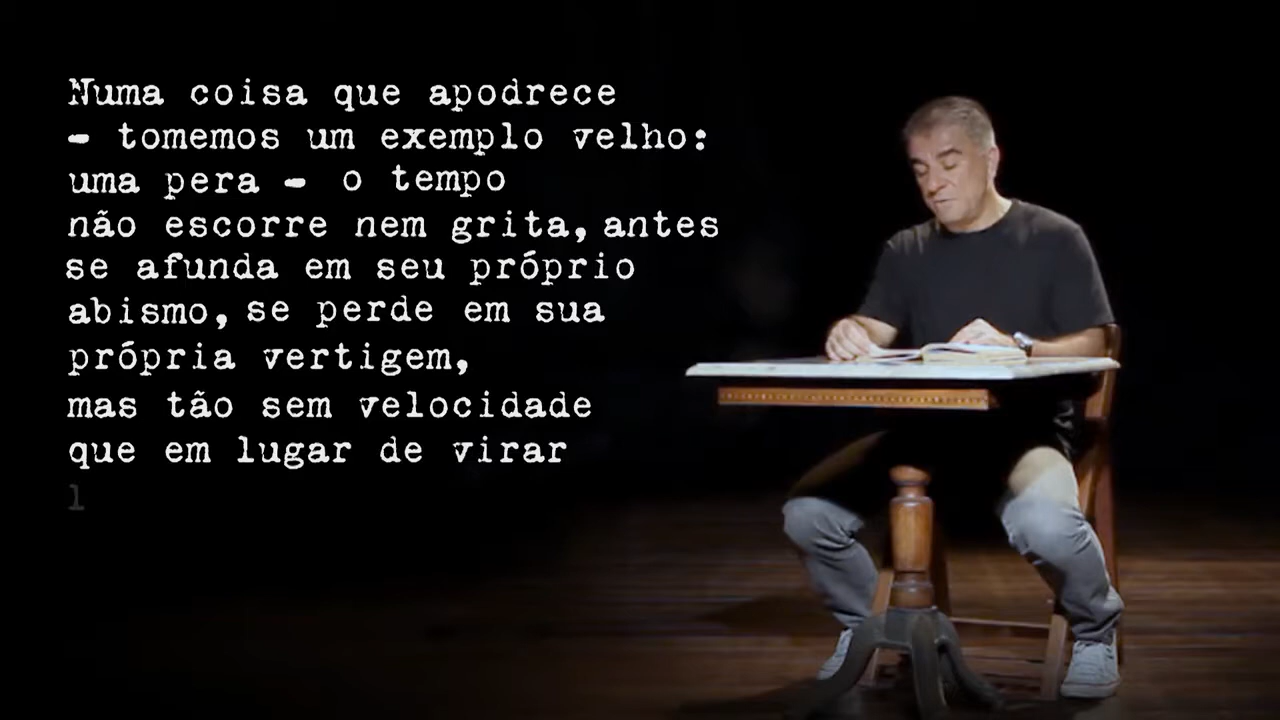 Numa coisa que apodrece
- tomemos um exemplo velho:
uma pera - o tempo
não escorre nem grita, antes
se afunda em seu próprio
abismo, se perde em sua
própria vertigem,
mas tão sem velocidade
que em lugar de virar
l